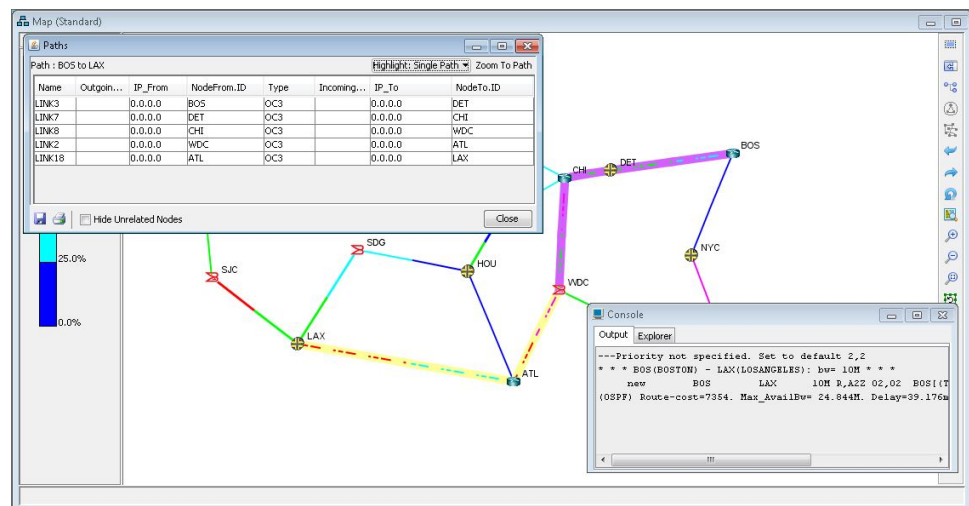 Map (Standard)
Paths
Path : BOS to LAX
Highlight: Single Path
Zoom To Path
Name Outgoin... IP_From NodeFrom.ID Type Incoming... IP_To NodeTo.ID
LINK3 0.0.0.0 BOS OC3 0.0.0.0 DET
LINK7 0.0.0.0 DET OC3 0.0.0.0 CHI
LINK8 0.0.0.0 CHI OC3 0.0.0.0 WDC
LINK2 0.0.0.0 WDC OC3 0.0.0.0 ATL
LINK18 0.0.0.0 ATL OC3 0.0.0.0 LAX
Hide Unrelated Nodes
Close
BOS
DET
CHI
NYC
SDG
25.0%
HOU
SJC
WDC
0.0%
LAX
ATL
Console
Output Explorer
---Priority not specified. Set to default 2,2
* * * BOS(BOSTON) - LAX(LOSANGELES): bw= 10M * * *
new BOS LAX 10M R,A2Z 02,02 BOS[(T
(OSPF) Route-cost=7354. Max_AvailBw= 24.844M. Delay=39.176m